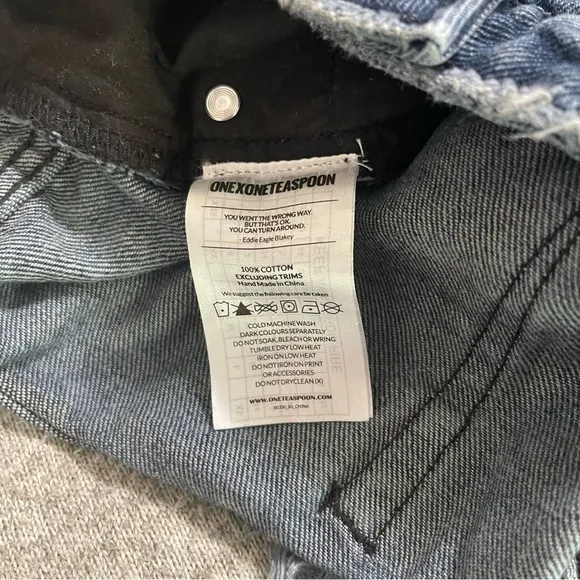 ONEXONETEASPOON
YOU WENT THE WRONG WAY.
BUT THAT'S OK.
YOU CAN TURN AROUND.
- Eddie Eagle Blakey
100% COTTON
EXCLUDING TRIMS
Hand Made in China
We suggest the following care be taken
COLD MACHINE WASH
DARK COLOURS SEPARATELY
DO NOT SOAK, BLEACH OR WRING
TUMBLE DRY LOW HEAT
IRON ON LOW HEAT
DO NOT IRON ON PRINT
OR ACCESSORIES
DO NOT DRYCLEAN (X)
WWW.ONETEASPOON.COM